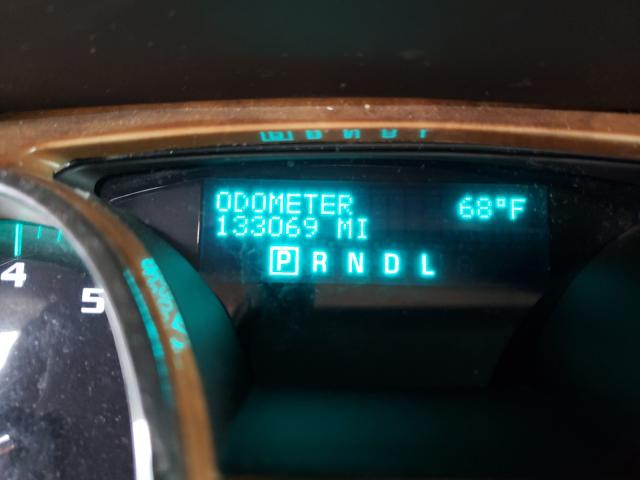 ODOMETER 68°F
133069 MI
P R N D L
4
5